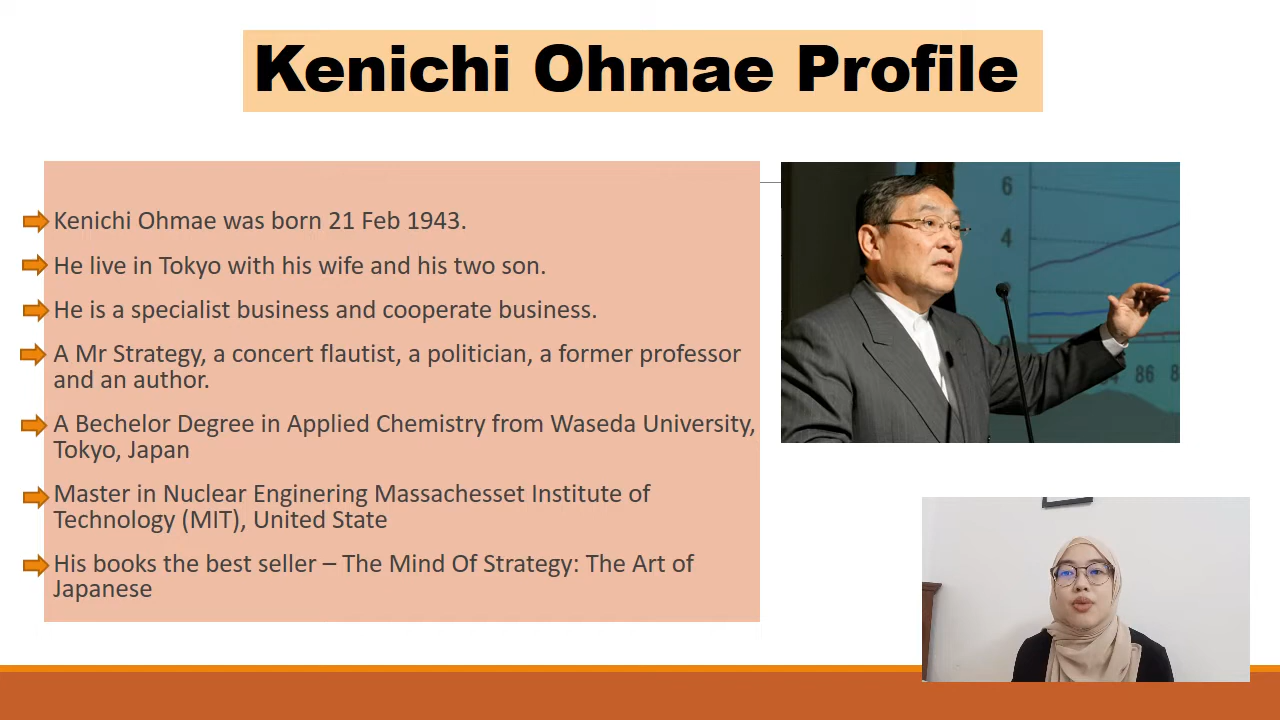 Kenichi Ohmae Profile
Kenichi Ohmae was born 21 Feb 1943.
He live in Tokyo with his wife and his two son.
He is a specialist business and cooperate business.
A Mr Strategy, a concert flautist, a politician, a former professor
and an author.
A Bechelor Degree in Applied Chemistry from Waseda University,
Tokyo, Japan
Master in Nuclear Enginering Massachesset Institute of
Technology (MIT), United State
His books the best seller – The Mind Of Strategy: The Art of
Japanese
6
4
86